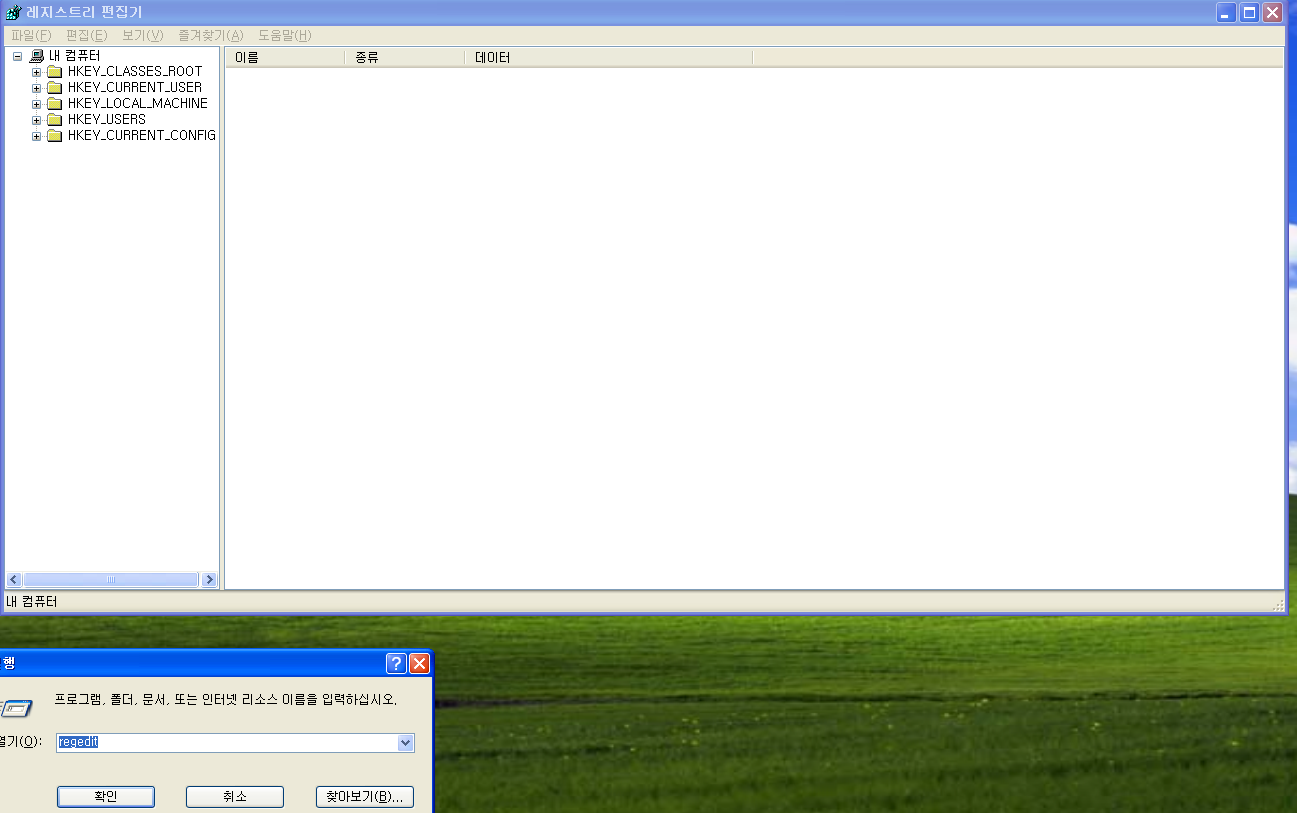 레지스트리 편집기
파일(F) 편집(E) 보기(V) 즐겨찾기(A) 도움말(H)
내 컴퓨터
HKEY_CLASSES_ROOT
HKEY_CURRENT_USER
HKEY_LOCAL_MACHINE
HKEY_USERS
HKEY_CURRENT_CONFIG
이름 종류 데이터
내 컴퓨터
행
프로그램, 폴더, 문서, 또는 인터넷 리소스 이름을 입력하십시오.
열기(O):
regedit
확인 취소 찾아보기(B)...